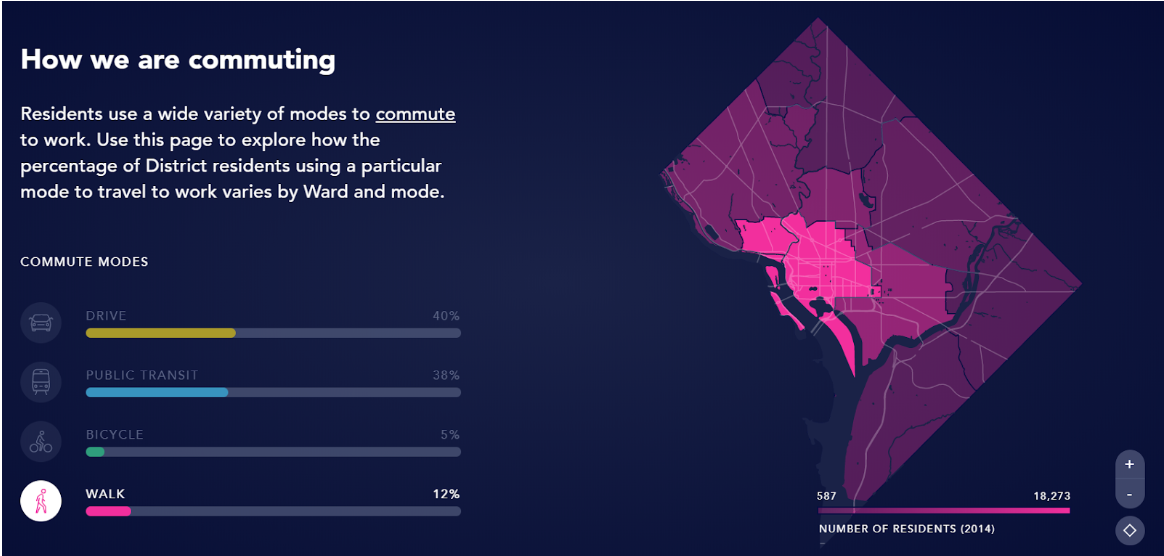 How we are commuting
Residents use a wide variety of modes to commute
to work. Use this page to explore how the
percentage of District residents using a particular
mode to travel to work varies by Ward and mode.
COMMUTE MODES
DRIVE 40%
PUBLIC TRANSIT 38%
BICYCLE 5%
WALK 12%
587 18,273
NUMBER OF RESIDENTS (2014)
+
-